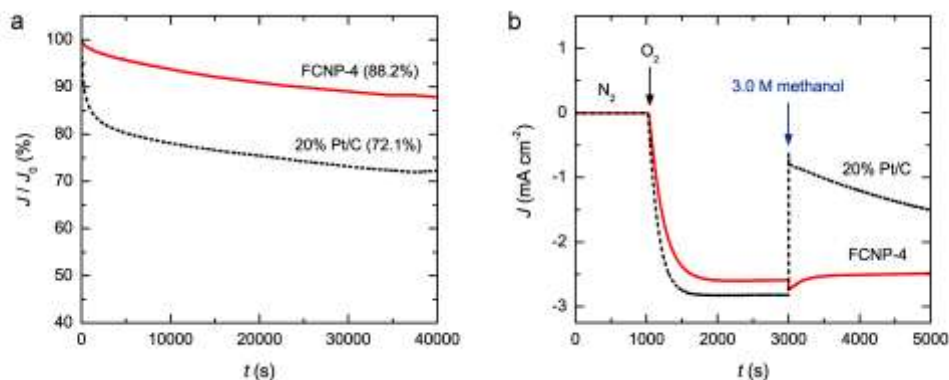 a
100
90
80
70
60
50
40
J / J₀ (%)
FCNP-4 (88.2%)
20% Pt/C (72.1%)
0
10000
20000
30000
40000
t (s)
b
1
0
-1
-2
-3
J (mA cm⁻²)
N₂
O₂
3.0 M methanol
20% Pt/C
FCNP-4
0
1000
2000
3000
4000
5000
t (s)